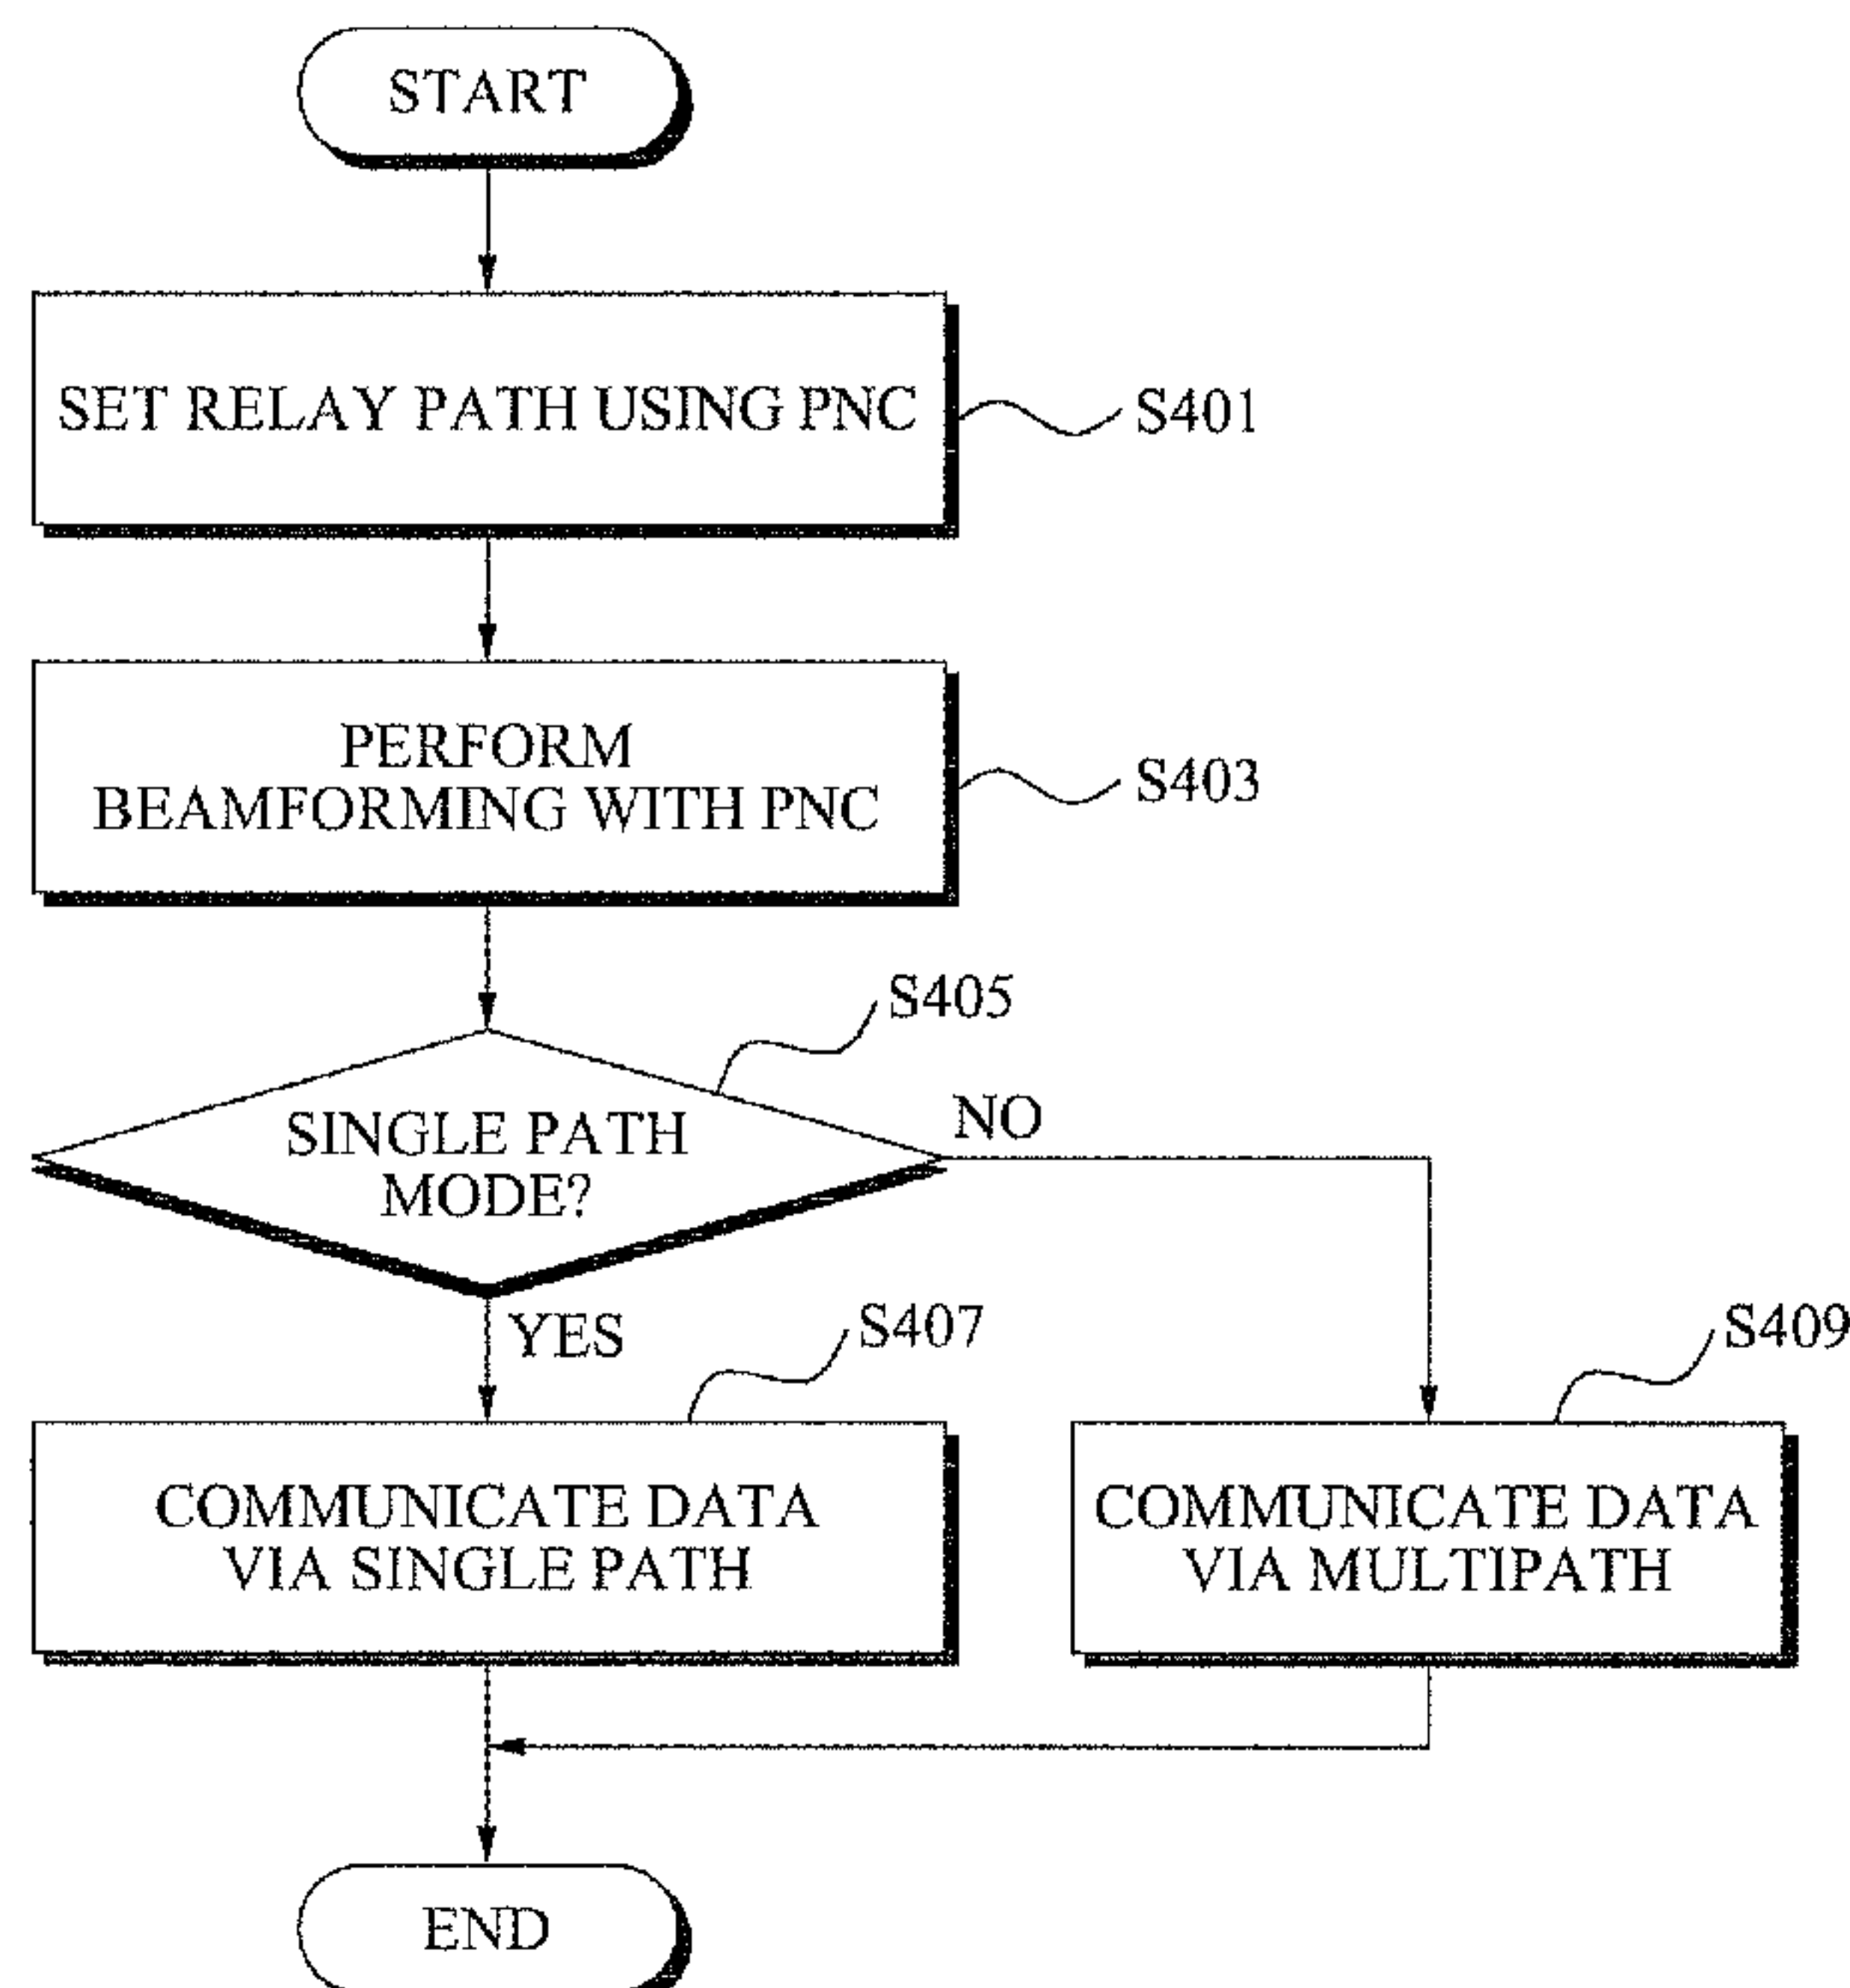 START
SET RELAY PATH USING PNC
S401
PERFORM
BEAMFORMING WITH PNC
S403
S405
SINGLE PATH
MODE?
NO
YES
S407
S409
COMMUNICATE DATA
VIA SINGLE PATH
COMMUNICATE DATA
VIA MULTIPATH
END